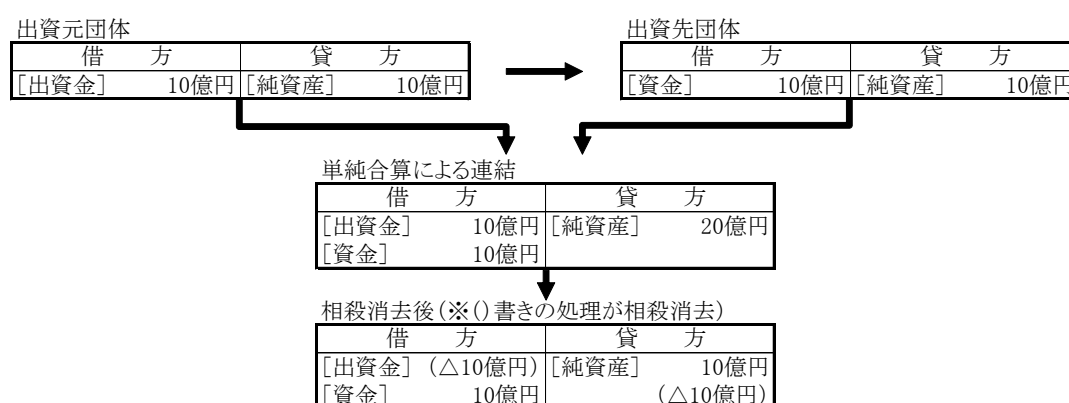 出資元団体
借　方　貸　方
[出資金]　10億円　[純資産]　10億円
出資先団体
借　方　貸　方
[資金]　10億円　[純資産]　10億円
単純合算による連結
借　方　貸　方
[出資金]　10億円　[純資産]　20億円
[資金]　10億円
相殺消去後(※()書きの処理が相殺消去)
借　方　貸　方
[出資金]　(△10億円)　[純資産]　10億円
[資金]　10億円　(△10億円)